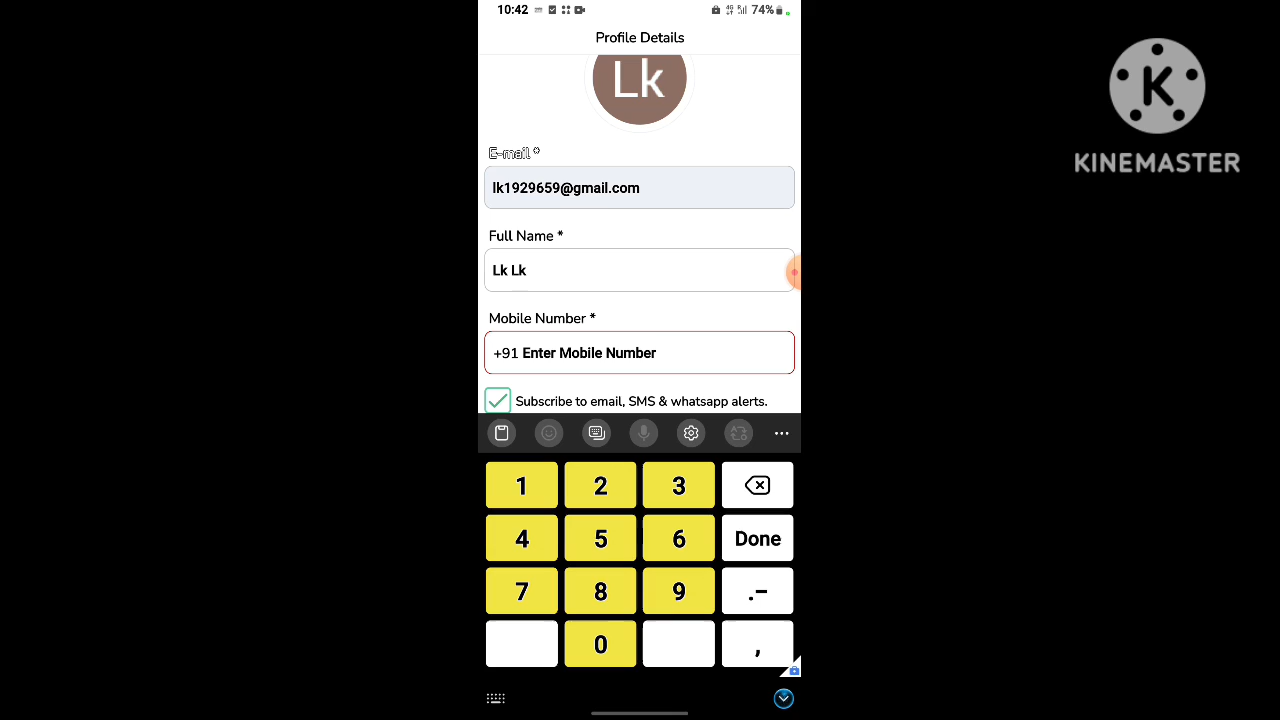 10:42
4G
R
74%
Profile Details
Lk
E-mail *
lk1929659@gmail.com
Full Name *
Lk Lk
Mobile Number *
+91 Enter Mobile Number
Subscribe to email, SMS & whatsapp alerts.
1 2 3
4 5 6 Done
7 8 9 .-
0 ,
K
KINEMASTER